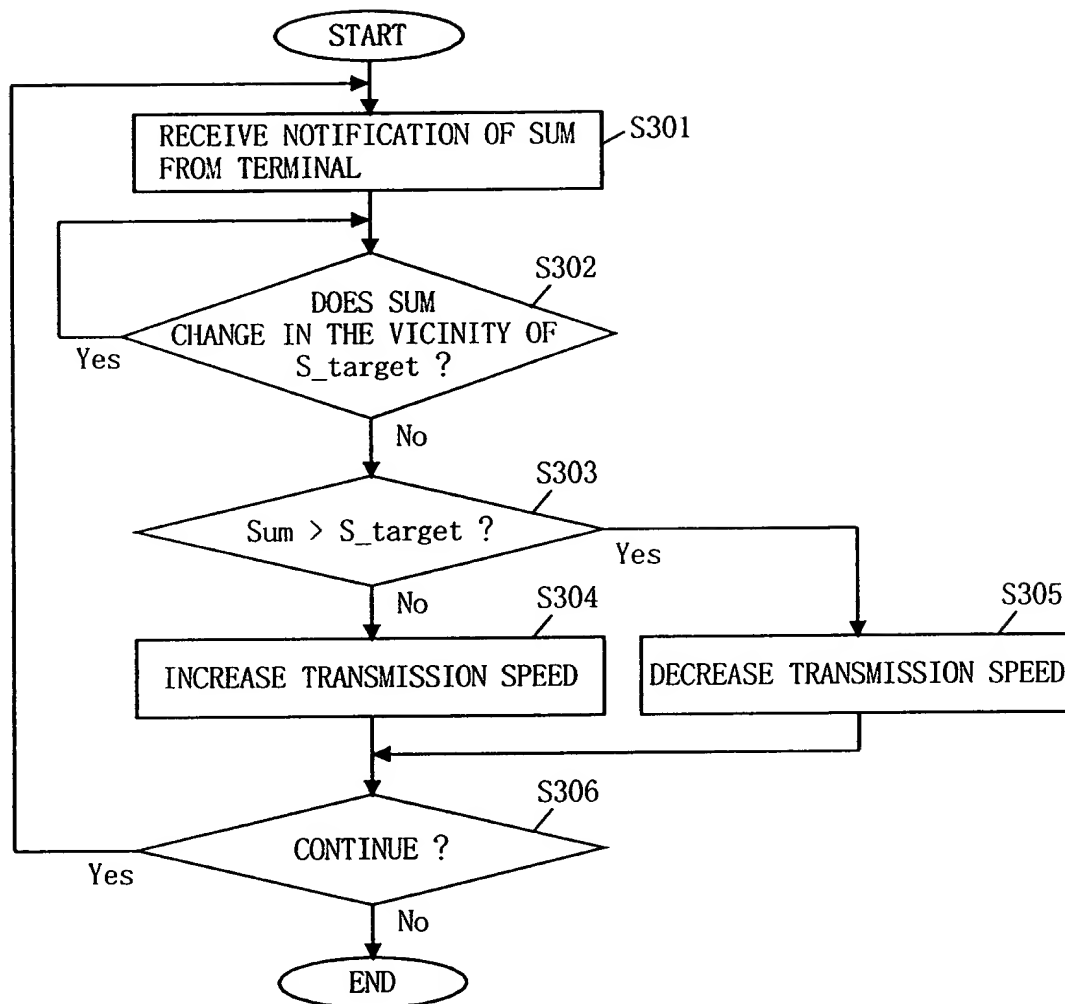 START
RECEIVE NOTIFICATION OF SUM
FROM TERMINAL
S301
S302
DOES SUM
CHANGE IN THE VICINITY OF
S_target ?
Yes
No
S303
Sum > S_target ?
Yes
No
S304
S305
INCREASE TRANSMISSION SPEED
DECREASE TRANSMISSION SPEED
S306
CONTINUE ?
Yes
No
END